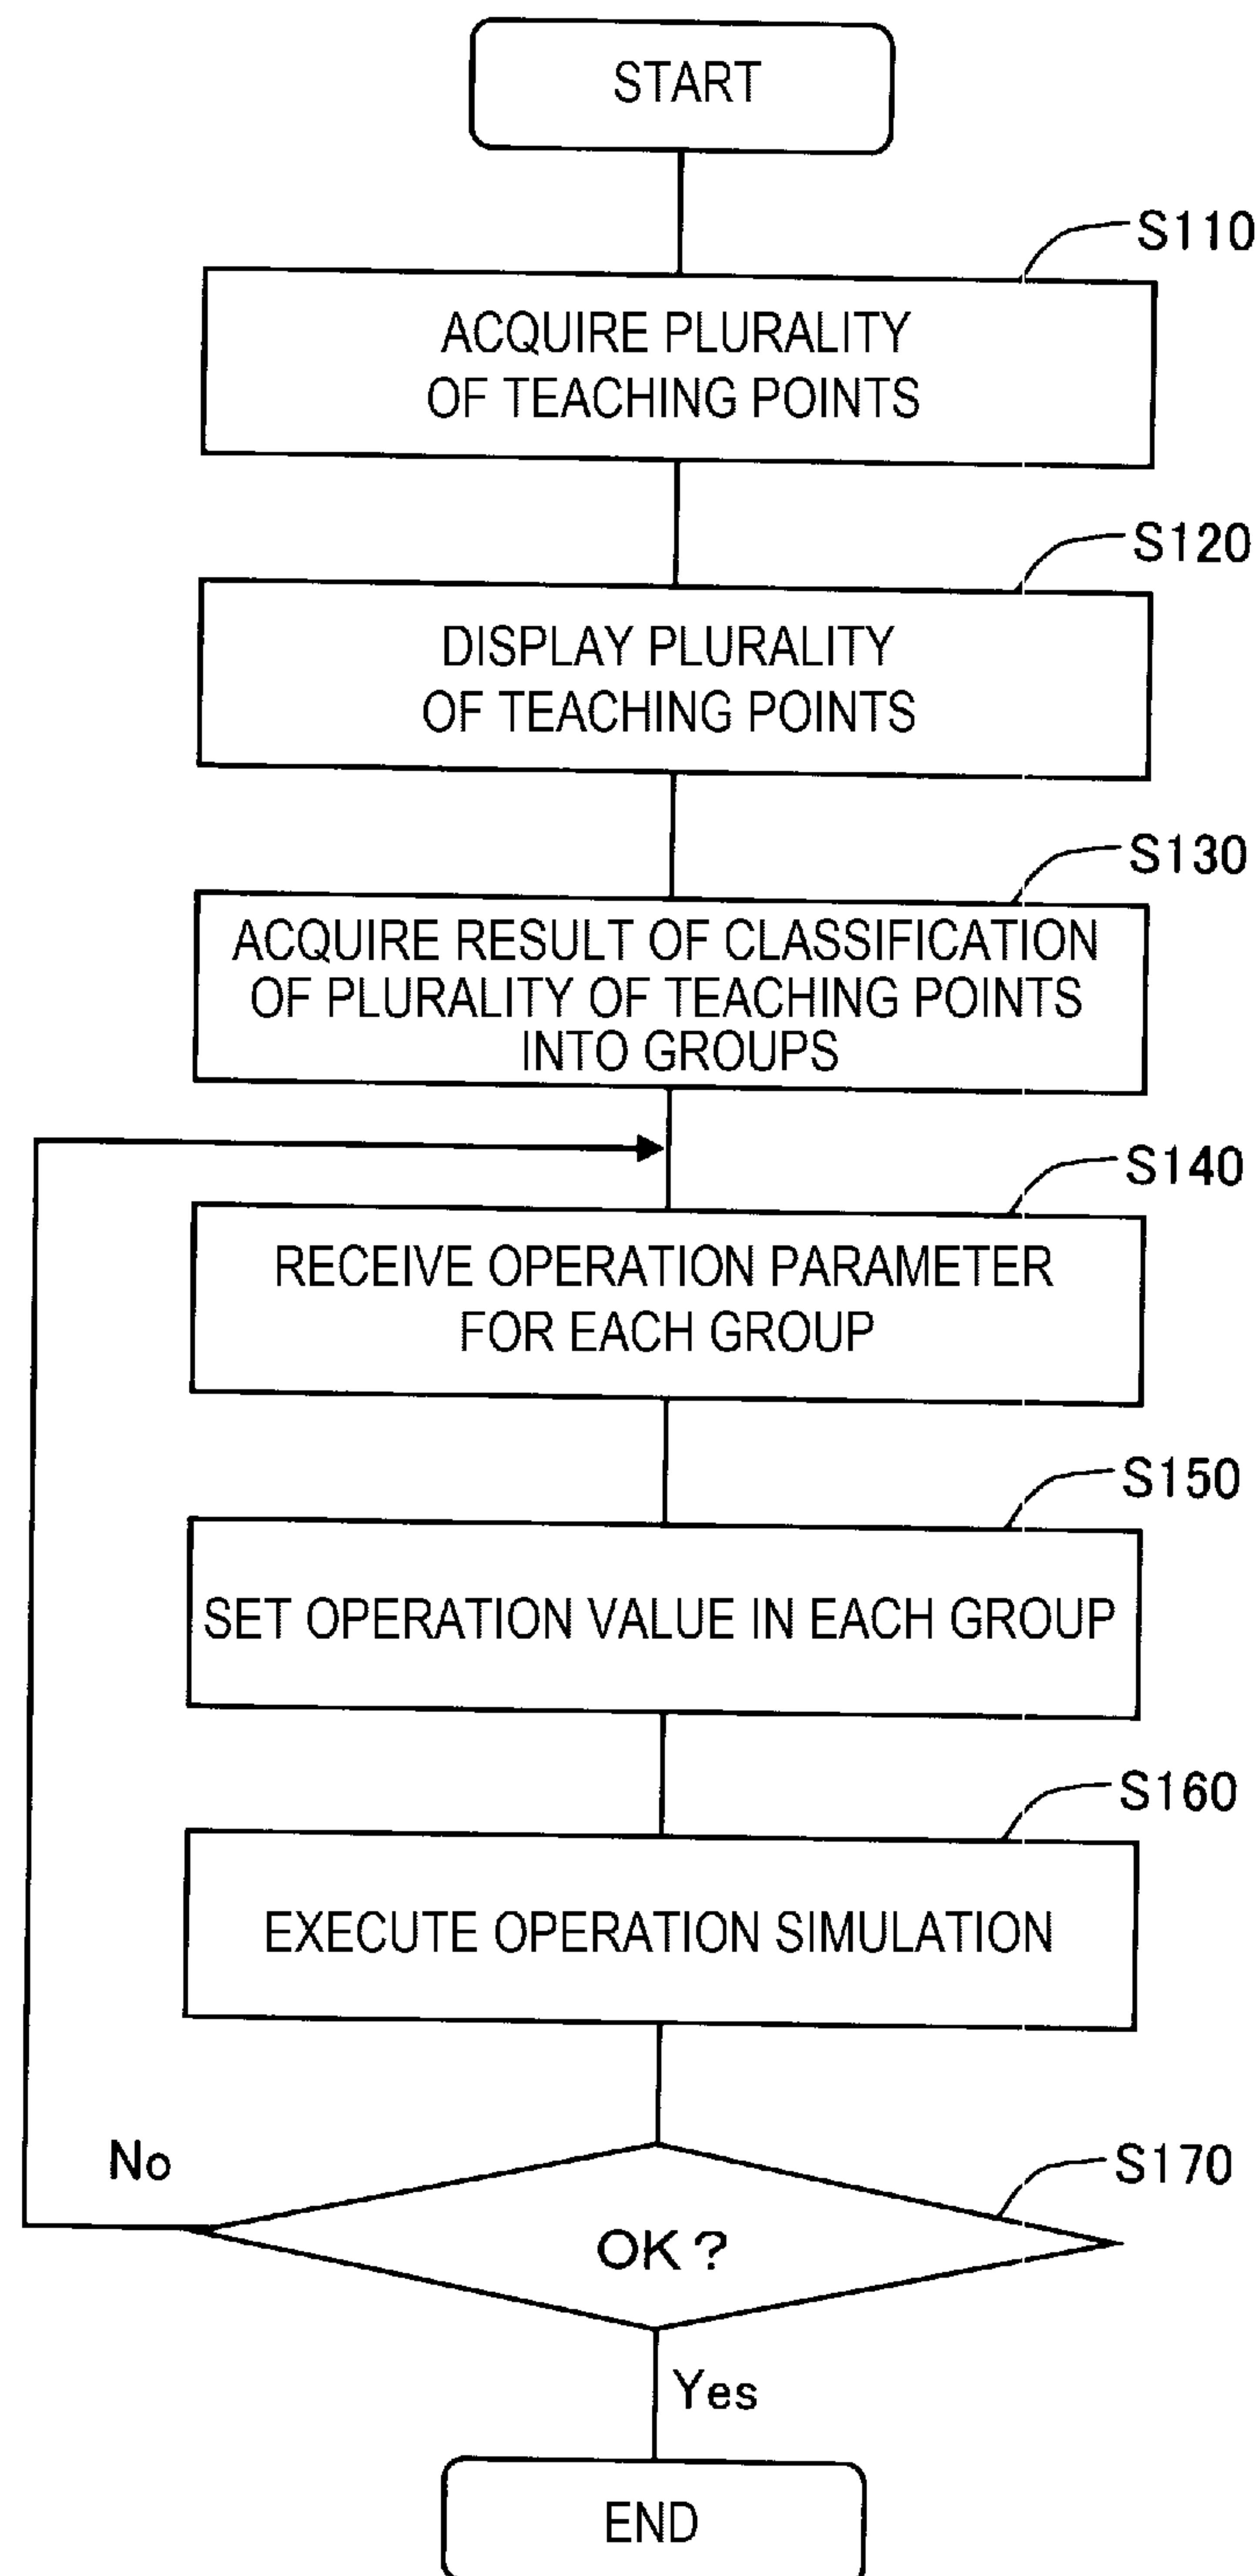 START
S110
ACQUIRE PLURALITY
OF TEACHING POINTS
S120
DISPLAY PLURALITY
OF TEACHING POINTS
S130
ACQUIRE RESULT OF CLASSIFICATION
OF PLURALITY OF TEACHING POINTS
INTO GROUPS
S140
RECEIVE OPERATION PARAMETER
FOR EACH GROUP
S150
SET OPERATION VALUE IN EACH GROUP
S160
EXECUTE OPERATION SIMULATION
S170
No
OK?
Yes
END